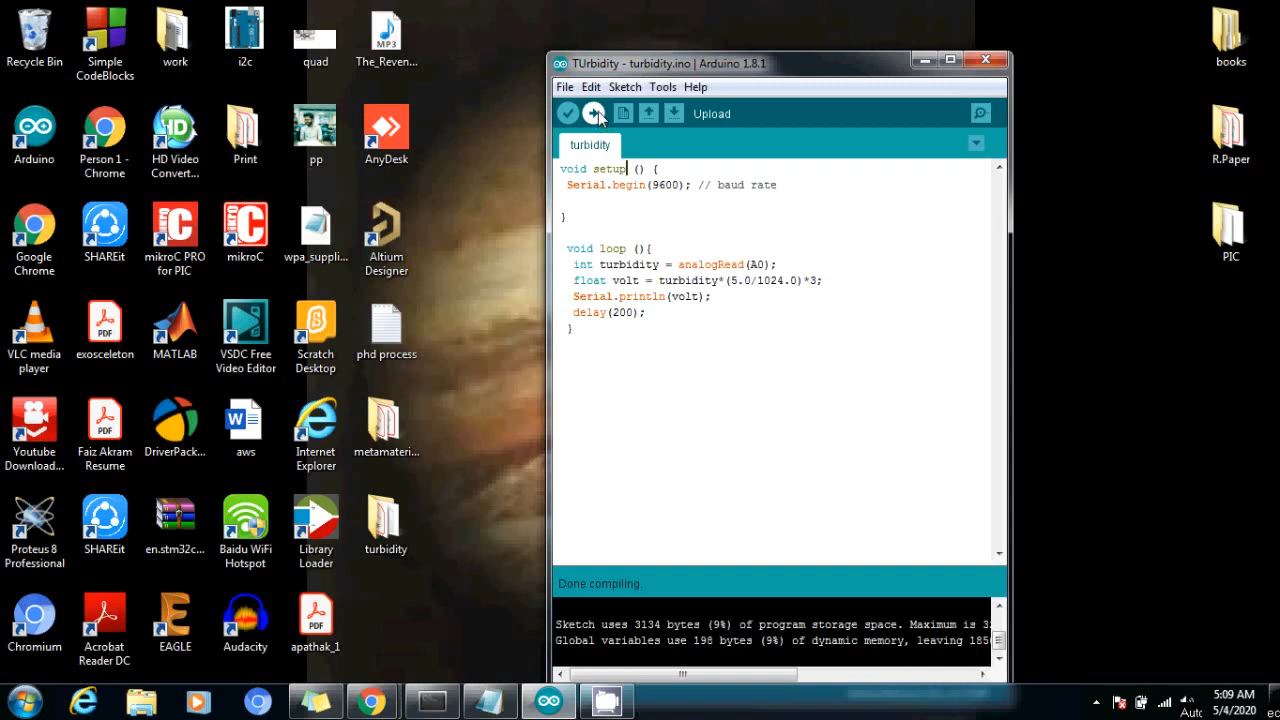 Recycle Bin
Simple CodeBlocks
work
i2c
quad
MP3
The_Reven...
books
Arduino
Person 1 - Chrome
HD
HD Video Convert...
Print
pp
AnyDesk
R.Paper
Google Chrome
SHAREit
mikroC PRO for PIC
mikroC
wpa_suppli...
Altium Designer
PIC
VLC media player
PDF
exosceleton
MATLAB
VSDC Free Video Editor
Scratch Desktop
phd process
Youtube Download...
PDF
Faiz Akram Resume
DriverPack...
aws
Internet Explorer
metamateri...
Proteus 8 Professional
SHAREit
en.stm32c...
Baidu WiFi Hotspot
Library Loader
turbidity
Chromium
Acrobat Reader DC
EAGLE
Audacity
PDF
apathak_1
TUrbidity - turbidity.ino | Arduino 1.8.1
File Edit Sketch Tools Help
Upload
turbidity
void setup () {
Serial.begin(9600); // baud rate
}
void loop (){
int turbidity = analogRead(A0);
float volt = turbidity*(5.0/1024.0)*3;
Serial.println(volt);
delay(200);
}
Done compiling.
Sketch uses 3134 bytes (9%) of program storage space. Maximum is 3
Global variables use 198 bytes (9%) of dynamic memory, leaving 185
5:09 AM
5/4/2020